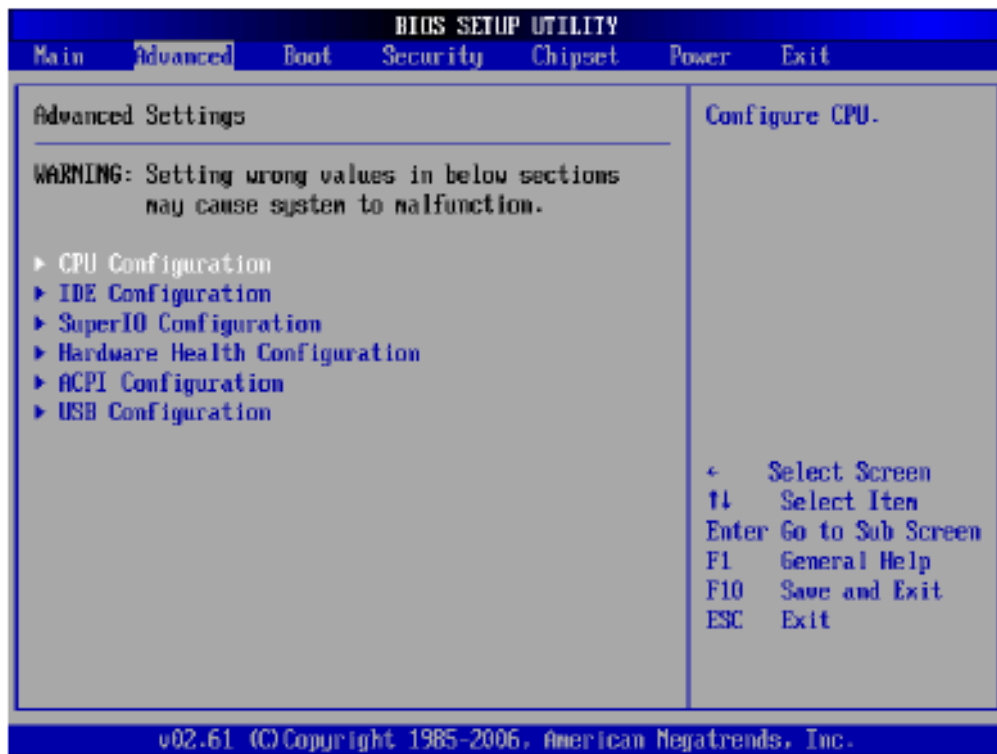 BIOS SETUP UTILITY
Main Advanced Boot Security Chipset Power Exit
Advanced Settings
WARNING: Setting wrong values in below sections
may cause system to malfunction.
▶ CPU Configuration
▶ IDE Configuration
▶ SuperIO Configuration
▶ Hardware Health Configuration
▶ ACPI Configuration
▶ USB Configuration
Configure CPU.
← Select Screen
↑↓ Select Item
Enter Go to Sub Screen
F1 General Help
F10 Save and Exit
ESC Exit
v02.61 (C)Copyright 1985-2006, American Megatrends, Inc.